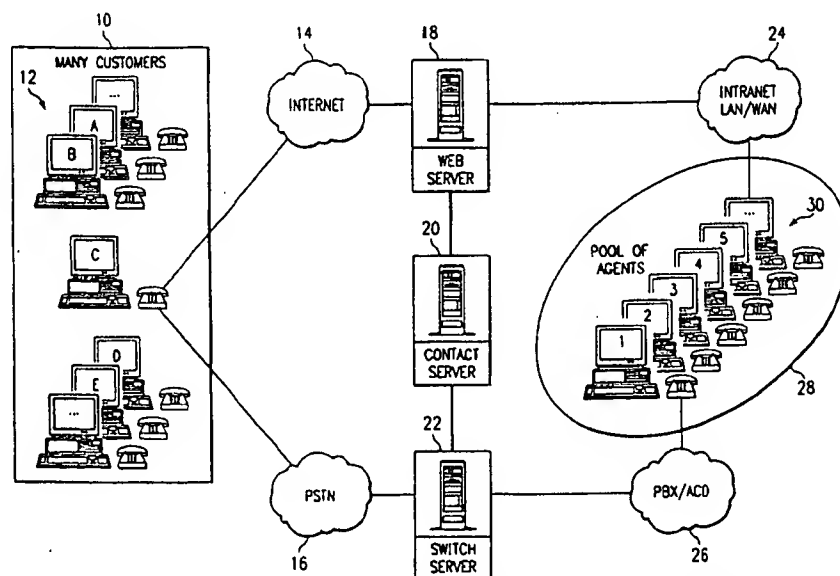 10
14
18
24
MANY CUSTOMERS
12
...
A
B
INTERNET
WEB
SERVER
INTRANET
LAN/WAN
C
20
CONTACT
SERVER
POOL OF
AGENTS
...
30
5
4
3
2
1
28
D
E
...
22
PSTN
16
SWITCH
SERVER
PBX/ACD
26